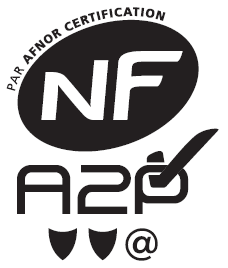 PAR AFNOR CERTIFICATION
NF
A2P
@